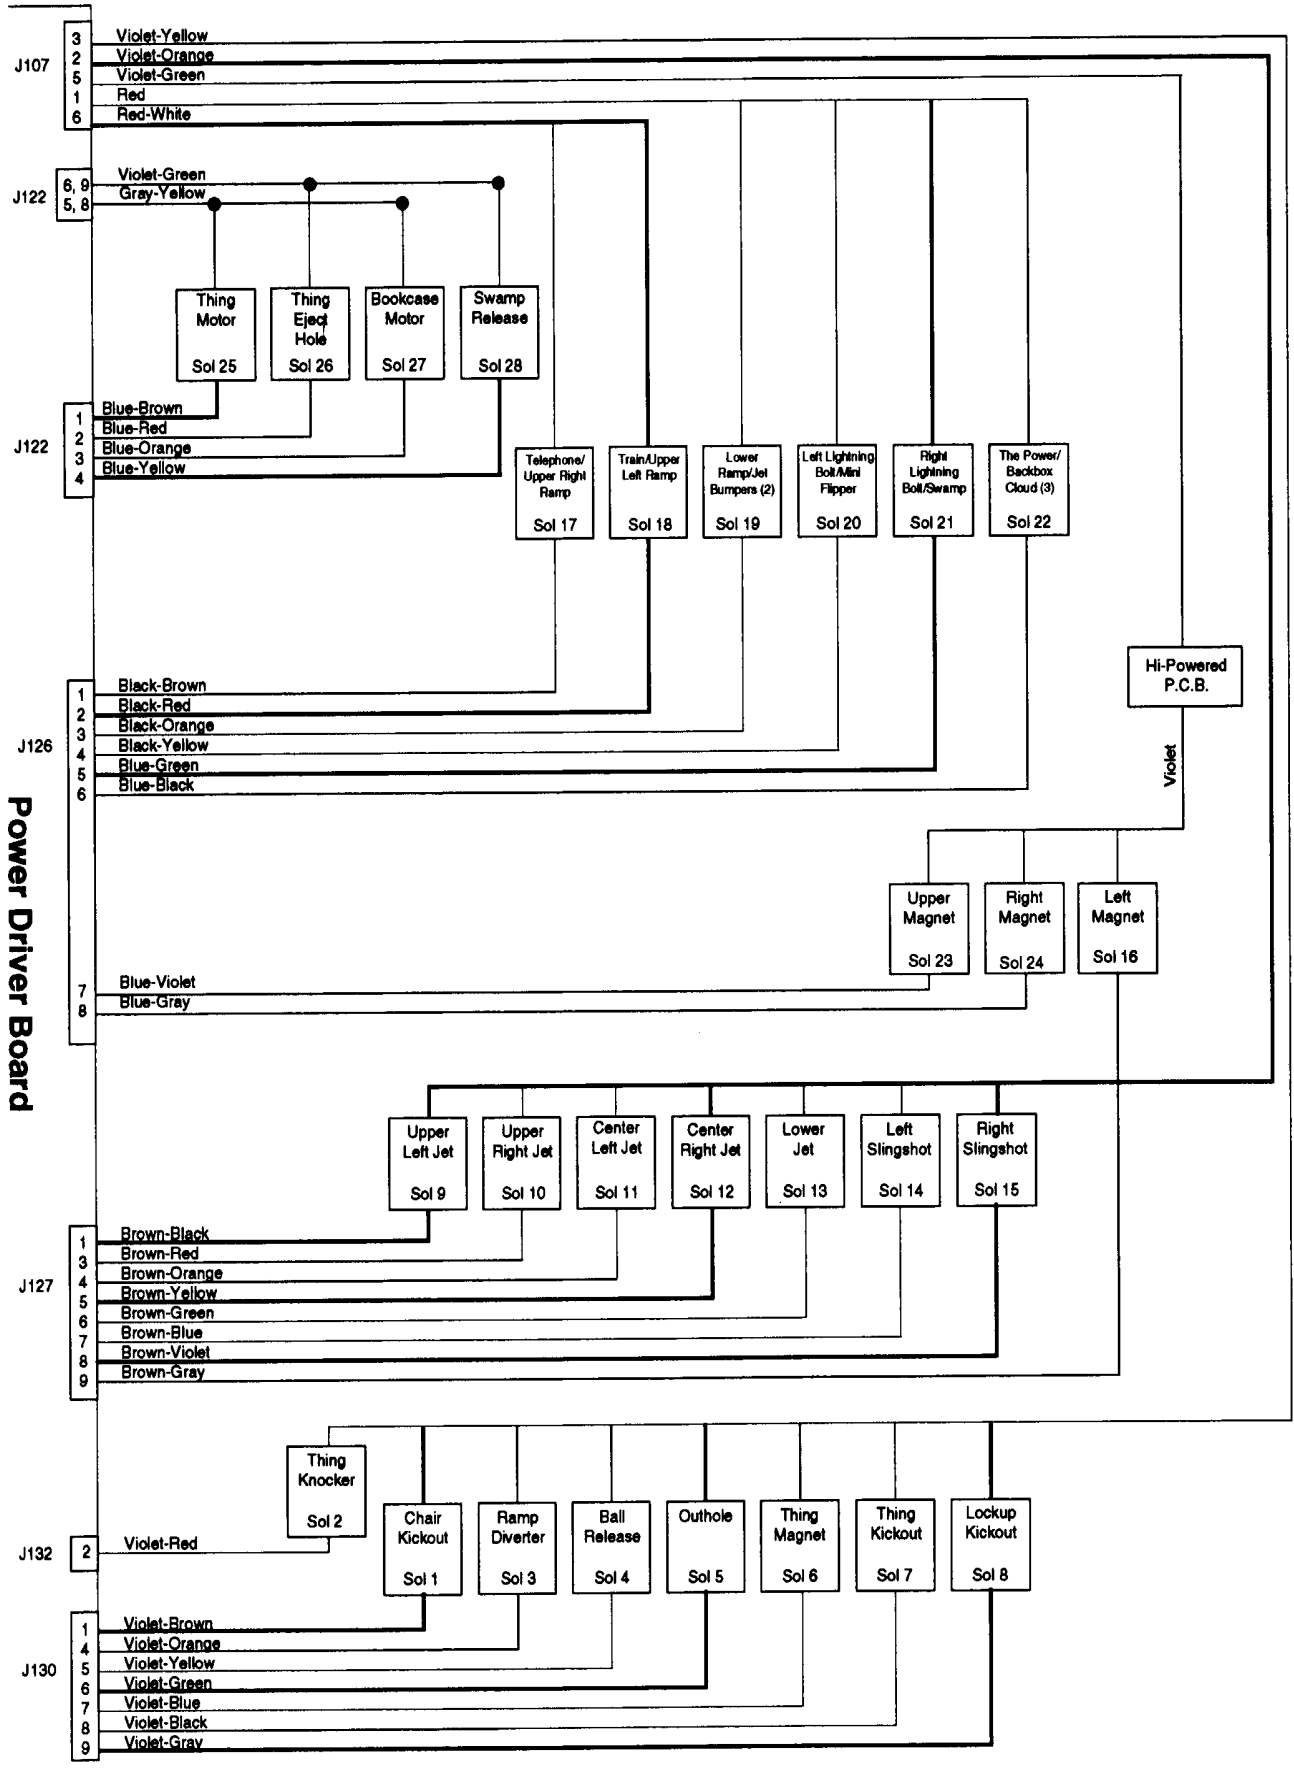 J107
3 Violet-Yellow
2 Violet-Orange
5 Violet-Green
1 Red
6 Red-White
J122
6, 9 Violet-Green
5, 8 Gray-Yellow
Thing
Motor
Sol 25
Thing
Eject
Hole
Sol 26
Bookcase
Motor
Sol 27
Swamp
Release
Sol 28
J122
1 Blue-Brown
2 Blue-Red
3 Blue-Orange
4 Blue-Yellow
Telephone/
Upper Right
Ramp
Sol 17
Train/Upper
Left Ramp
Sol 18
Lower
Ramp/Jet
Bumpers (2)
Sol 19
Left Lightning
Bolt/Mini
Flipper
Sol 20
Right
Lightning
Bolt/Swamp
Sol 21
The Power/
Backbox
Cloud (3)
Sol 22
Hi-Powered
P.C.B.
Violet
J126
1 Black-Brown
2 Black-Red
3 Black-Orange
4 Black-Yellow
5 Blue-Green
6 Blue-Black
Power Driver Board
Upper
Magnet
Sol 23
Right
Magnet
Sol 24
Left
Magnet
Sol 16
7 Blue-Violet
8 Blue-Gray
Upper
Left Jet
Sol 9
Upper
Right Jet
Sol 10
Center
Left Jet
Sol 11
Center
Right Jet
Sol 12
Lower
Jet
Sol 13
Left
Slingshot
Sol 14
Right
Slingshot
Sol 15
J127
1 Brown-Black
3 Brown-Red
4 Brown-Orange
5 Brown-Yellow
6 Brown-Green
7 Brown-Blue
8 Brown-Violet
9 Brown-Gray
Thing
Knocker
Sol 2
Chair
Kickout
Sol 1
Ramp
Diverter
Sol 3
Ball
Release
Sol 4
Outhole
Sol 5
Thing
Magnet
Sol 6
Thing
Kickout
Sol 7
Lockup
Kickout
Sol 8
J132
2 Violet-Red
J130
1 Violet-Brown
4 Violet-Orange
5 Violet-Yellow
6 Violet-Green
7 Violet-Blue
8 Violet-Black
9 Violet-Gray